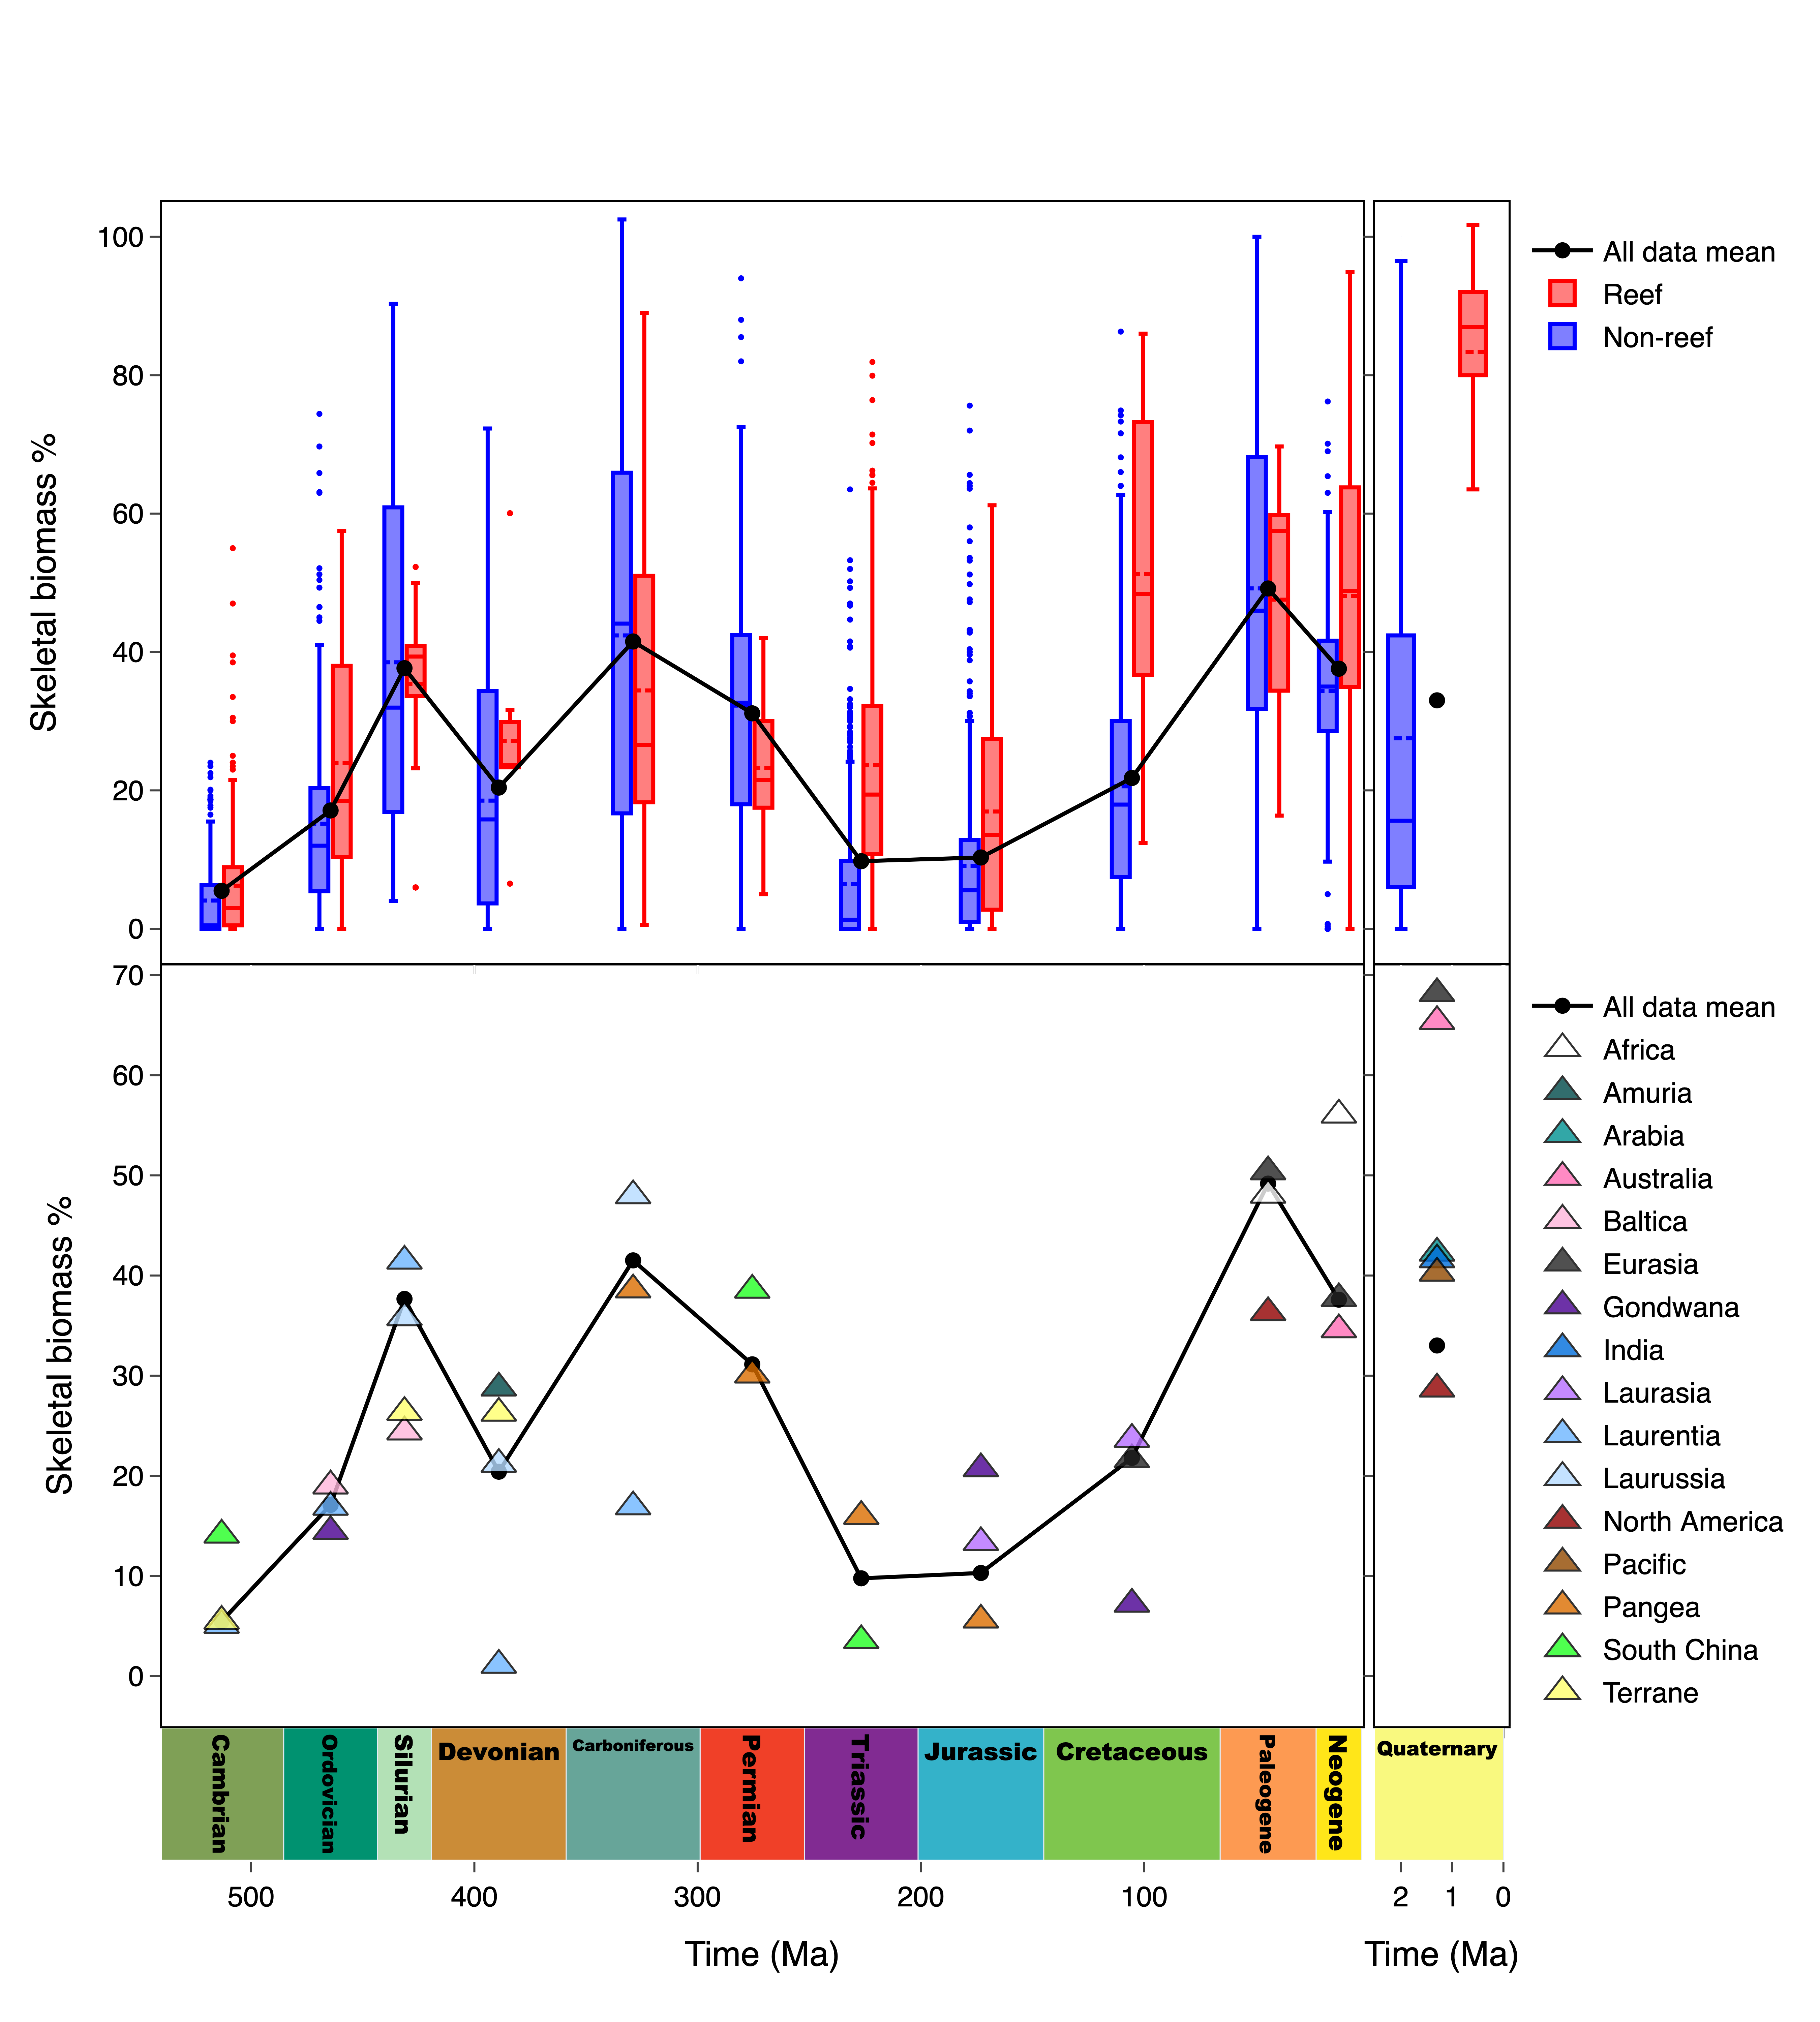 100
80
60
40
20
0
Skeletal biomass %
All data mean
Reef
Non-reef
70
60
50
40
30
20
10
0
Skeletal biomass %
All data mean
Africa
Amuria
Arabia
Australia
Baltica
Eurasia
Gondwana
India
Laurasia
Laurentia
Laurussia
North America
Pacific
Pangea
South China
Terrane
Cambrian
Ordovician
Silurian
Devonian
Carboniferous
Permian
Triassic
Jurassic
Cretaceous
Paleogene
Neogene
Quaternary
500 400 300 200 100 2 1 0
Time (Ma) Time (Ma)